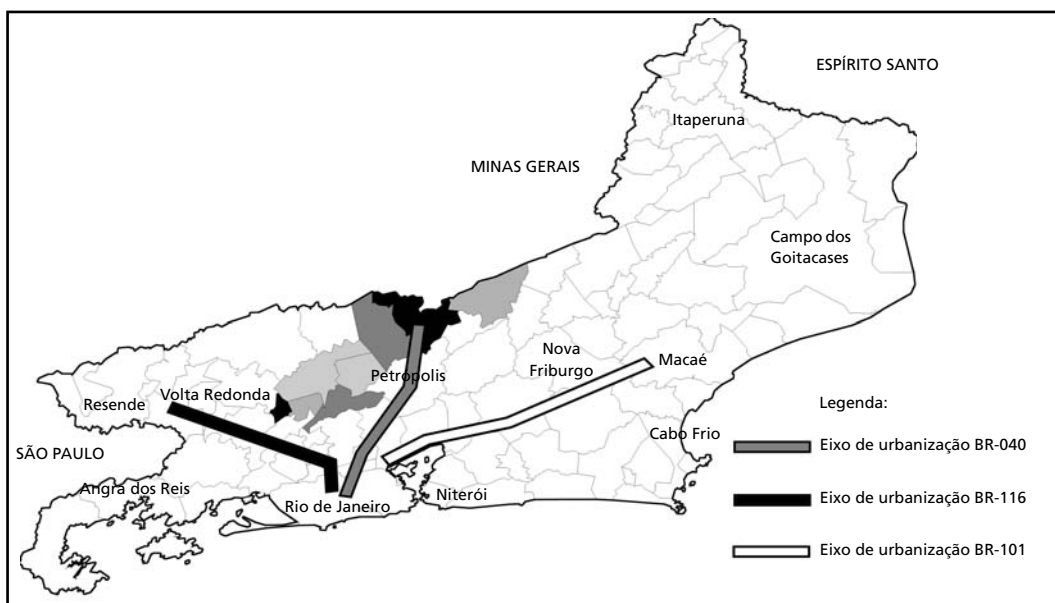 ESPÍRITO SANTO
Itaperuna
MINAS GERAIS
Campo dos
Goitacases
Nova
Friburgo
Macaé
Petrópolis
Volta Redonda
Resende
Cabo Frio
SÃO PAULO
Angra dos Reis
Rio de Janeiro
Niterói
Legenda:
Eixo de urbanização BR-040
Eixo de urbanização BR-116
Eixo de urbanização BR-101